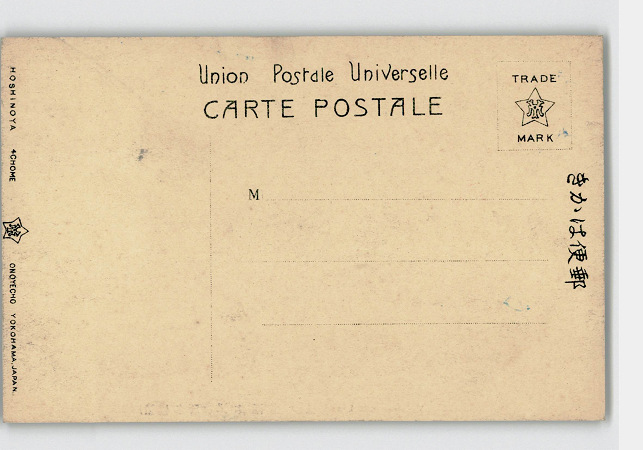 Union Postale Universelle
CARTE POSTALE
TRADE
MARK
M
きかは便郵
HOSHINOYA 4CHOME
ONOYECHO YOKOHAMA, JAPAN.